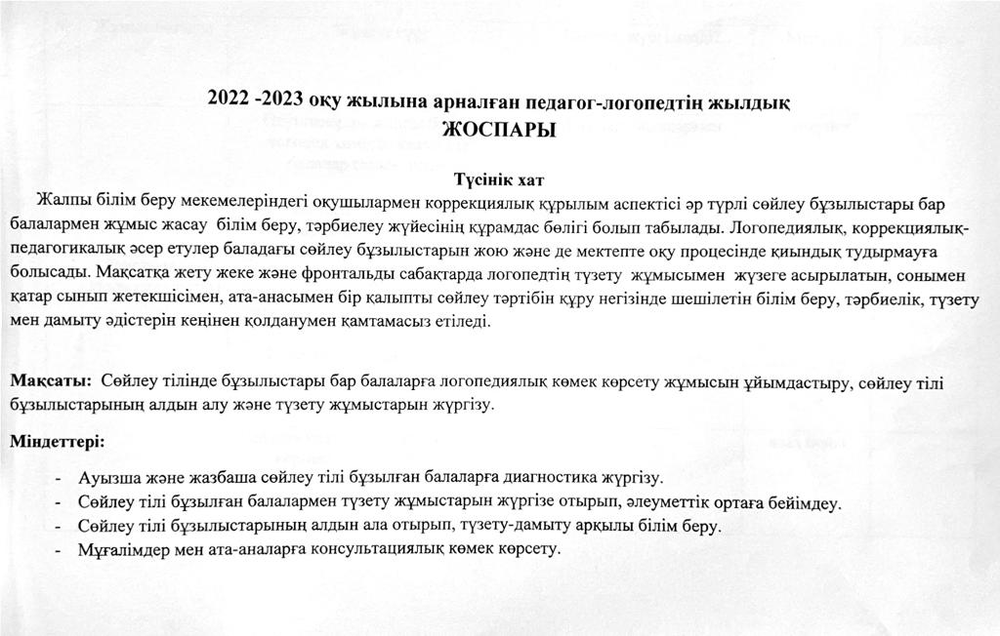 2022 -2023 оқу жылына арналған педагог-логопедтің жылдық
ЖОСПАРЫ
Түсінік хат
Жалпы білім беру мекемелеріндегі оқушылармен коррекциялық құрылым аспектісі әр түрлі сөйлеу бұзылыстары бар
балалармен жұмыс жасау білім беру, тәрбиелеу жүйесінің құрамдас бөлігі болып табылады. Логопедиялық, коррекциялық-
педагогикалық әсер етулер баладағы сөйлеу бұзылыстарын жою және де мектепте оқу процесінде қиындық тудырмауға
болысады. Мақсатқа жету жеке және фронтальды сабақтарда логопедтің түзету жұмысымен жүзеге асырылатын, сонымен
қатар сынып жетекшісімен, ата-анасымен бір қалыпты сөйлеу тәртібін құру негізінде шешілетін білім беру, тәрбиелік, түзету
мен дамыту әдістерін кеңінен қолданумен қамтамасыз етіледі.
Мақсаты: Сөйлеу тілінде бұзылыстары бар балаларға логопедиялық көмек көрсету жұмысын ұйымдастыру, сөйлеу тілі
бұзылыстарының алдын алу және түзету жұмыстарын жүргізу.
Міндеттері:
- Ауызша және жазбаша сөйлеу тілі бұзылған балаларға диагностика жүргізу.
- Сөйлеу тілі бұзылған балалармен түзету жұмыстарын жүргізе отырып, әлеуметтік ортаға бейімдеу.
- Сөйлеу тілі бұзылыстарының алдын ала отырып, түзету-дамыту арқылы білім беру.
- Мұғалімдер мен ата-аналарға консультациялық көмек көрсету.